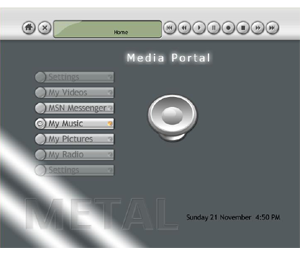 Home
Media Portal
Settings
My Videos
MSN Messenger
My Music
My Pictures
My Radio
Settings
METAL
Sunday 21 November 4:50 PM